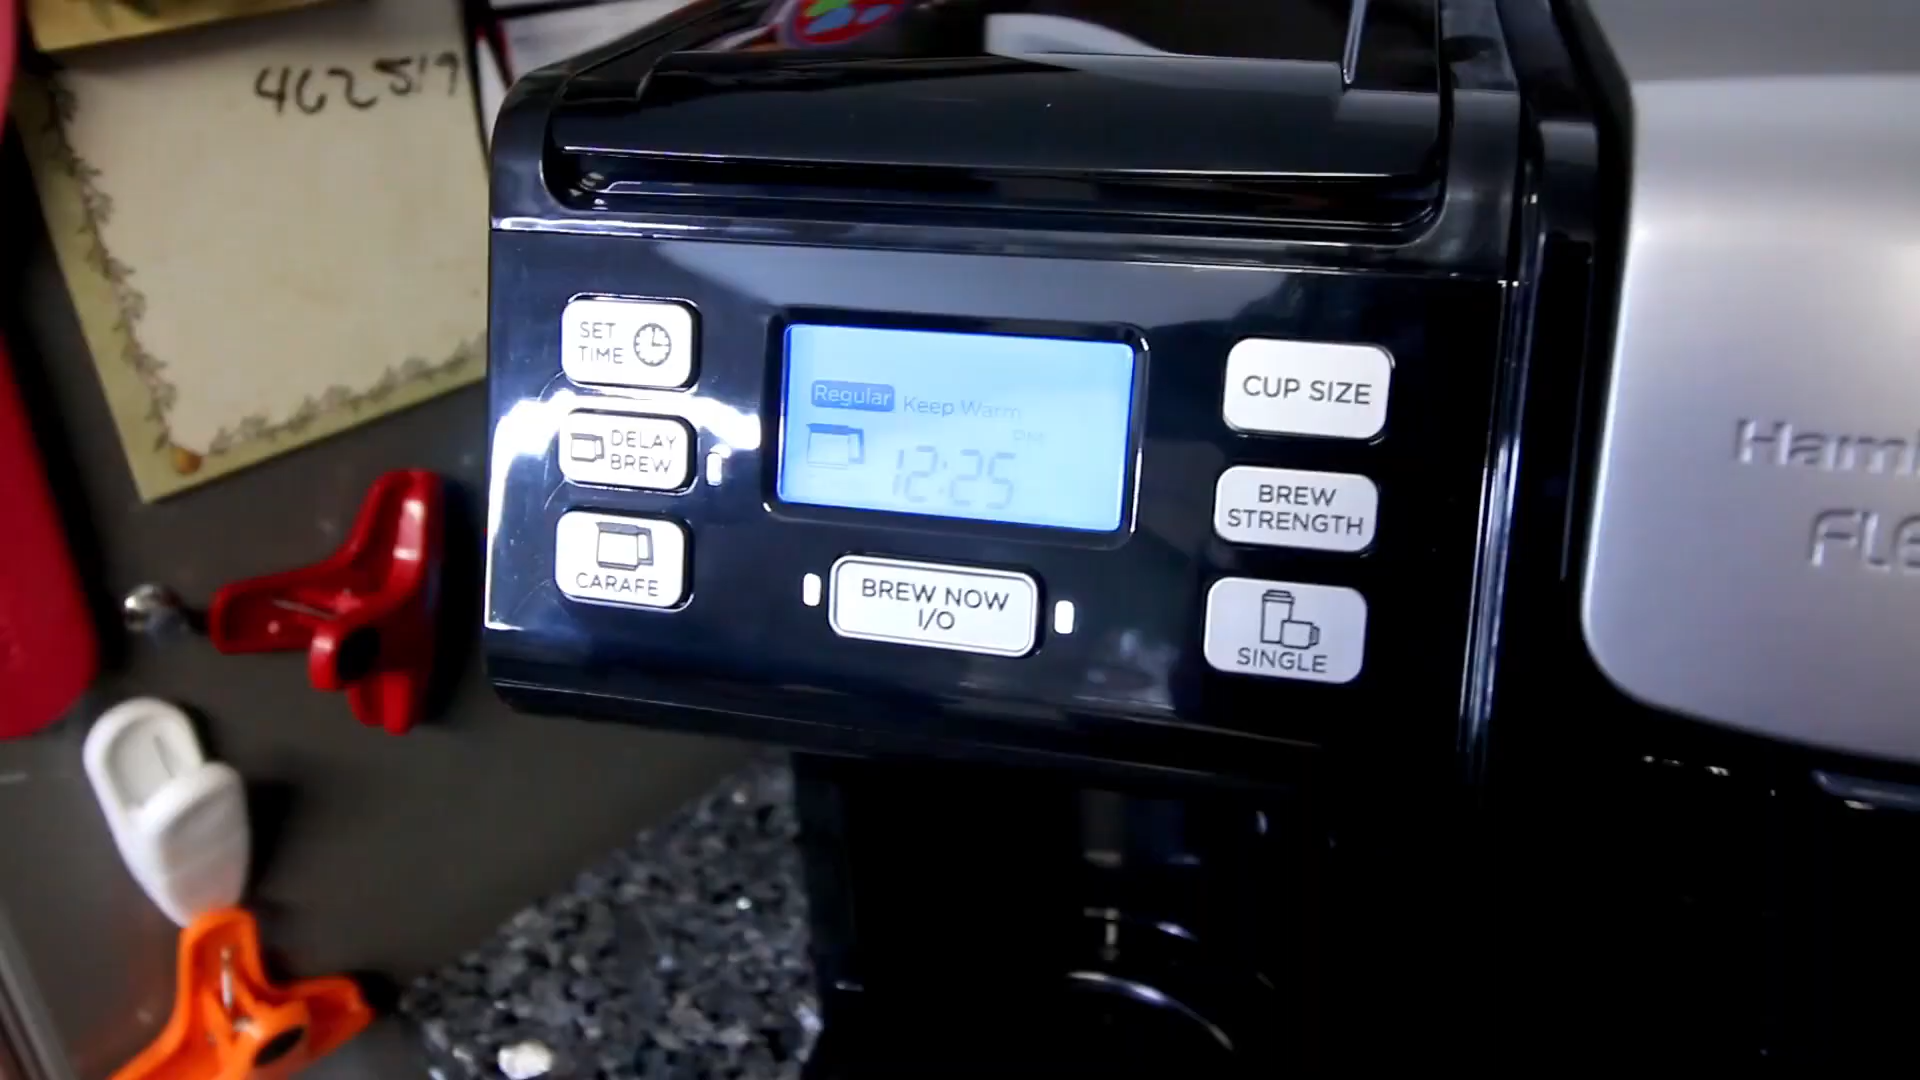 462519
SET
TIME
DELAY
BREW
CARAFE
Regular Keep Warm
12:25
BREW NOW
I/O
CUP SIZE
BREW
STRENGTH
SINGLE
Haml
FLE